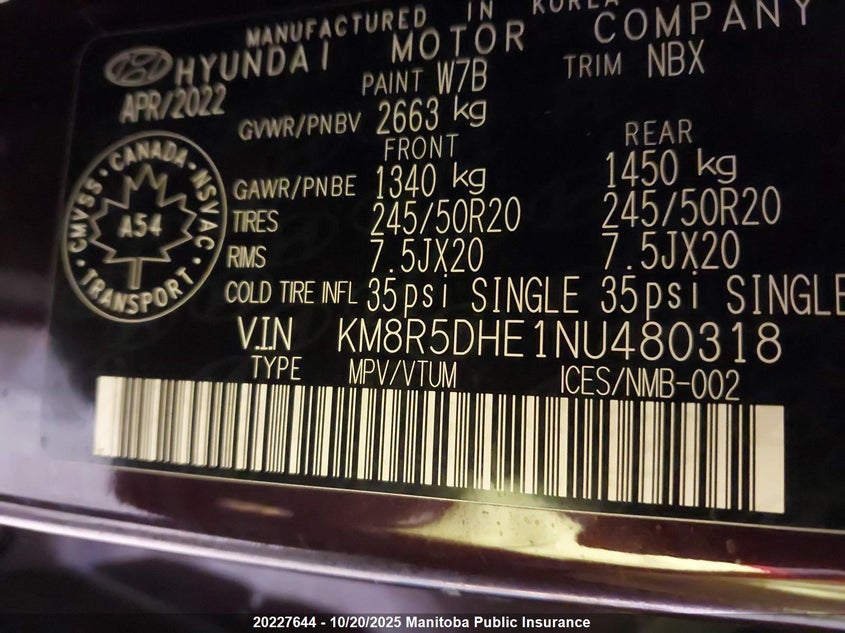 MANUFACTURED IN KOREA
HYUNDAI MOTOR COMPANY
APR/2022 PAINT W7B TRIM NBX
GVWR/PNBV 2663 kg
FRONT REAR
GAWR/PNBE 1340 kg 1450 kg
TIRES 245/50R20 245/50R20
RIMS 7.5JX20 7.5JX20
COLD TIRE INFL 35psi SINGLE 35psi SINGLE
V.I.N KM8R5DHE1NU480318
TYPE MPV/VTUM ICES/NMB-002
CMVSS · CANADA · NSVAC · TRANSPORT ·
A54
20227644 - 10/20/2025 Manitoba Public Insurance